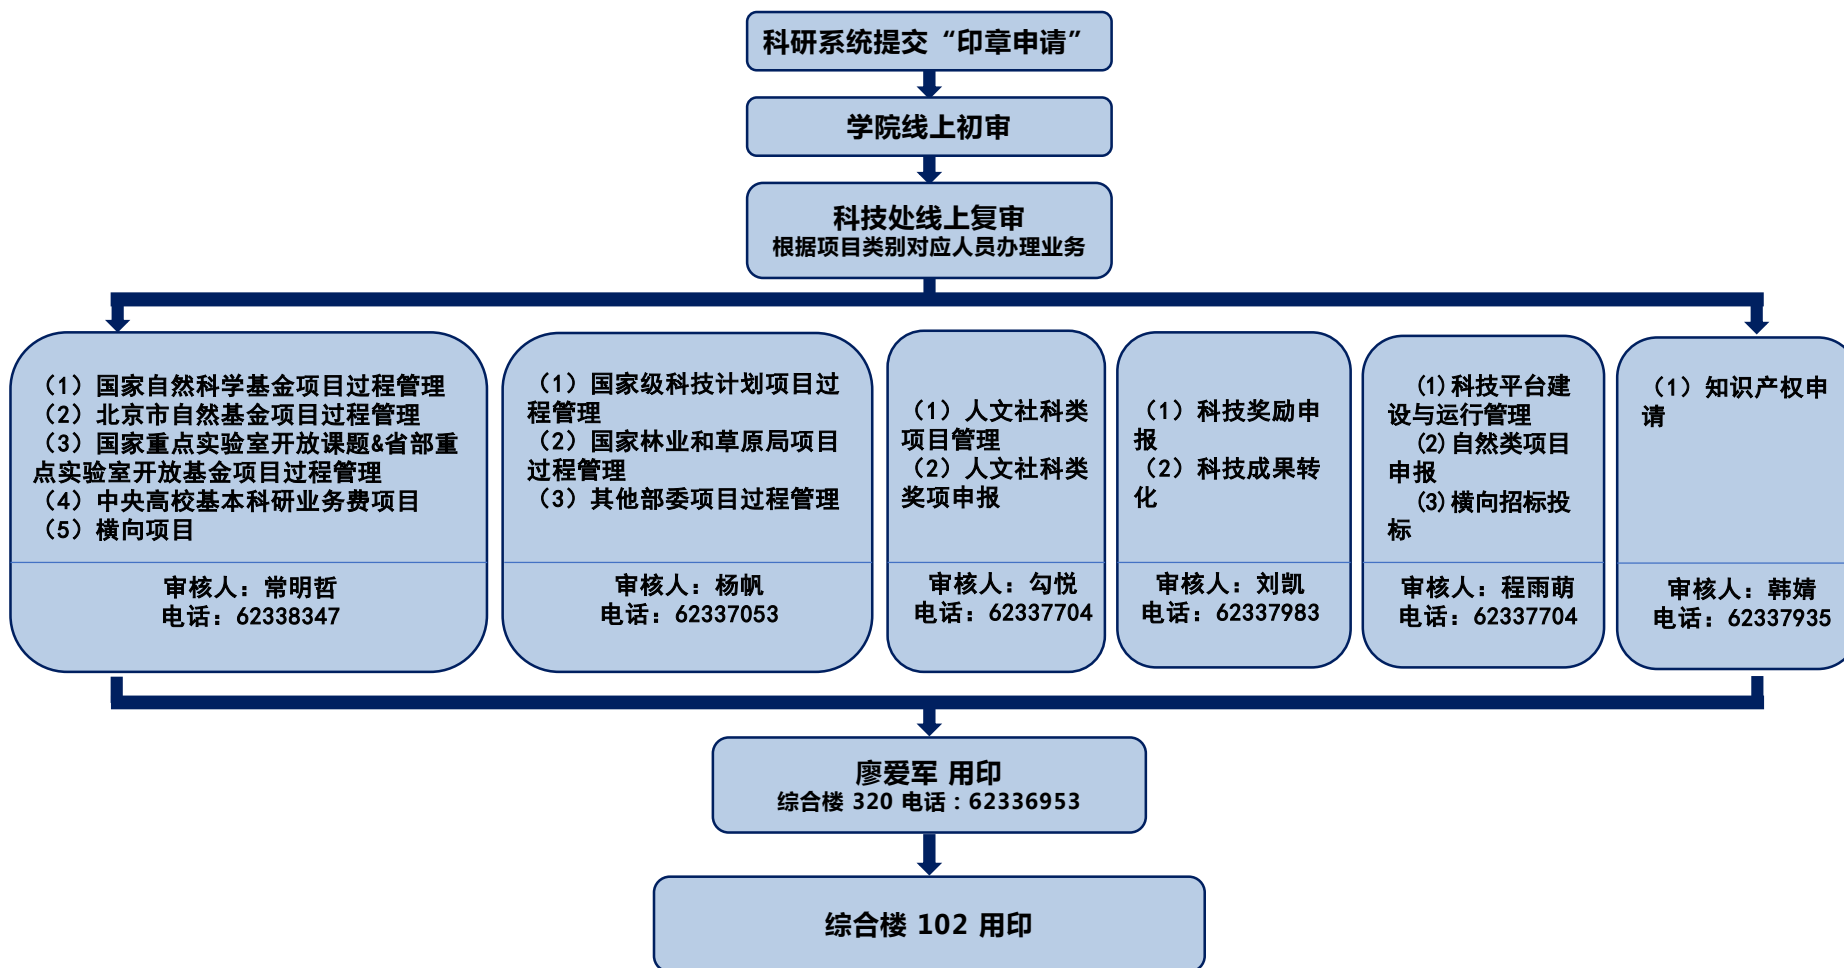 科研系统提交“印章申请”
学院线上初审
科技处线上复审
根据项目类别对应人员办理业务
（1）国家自然科学基金项目过程管理
（2）北京市自然基金项目过程管理
（3）国家重点实验室开放课题&省部重
点实验室开放基金项目过程管理
（4）中央高校基本科研业务费项目
（5）横向项目
审核人：常明哲
电话：62338347
（1）国家级科技计划项目过
程管理
（2）国家林业和草原局项目
过程管理
（3）其他部委项目过程管理
审核人：杨帆
电话：62337053
（1）人文社科类
项目管理
（2）人文社科类
奖项申报
审核人：勾悦
电话：62337704
（1）科技奖励申
报
（2）科技成果转
化
审核人：刘凯
电话：62337983
(1)科技平台建
设与运行管理
(2)自然类项目
申报
(3)横向招标投
标
审核人：程雨萌
电话：62337704
（1）知识产权申
请
审核人：韩婧
电话：62337935
廖爱军 用印
综合楼 320 电话：62336953
综合楼 102 用印